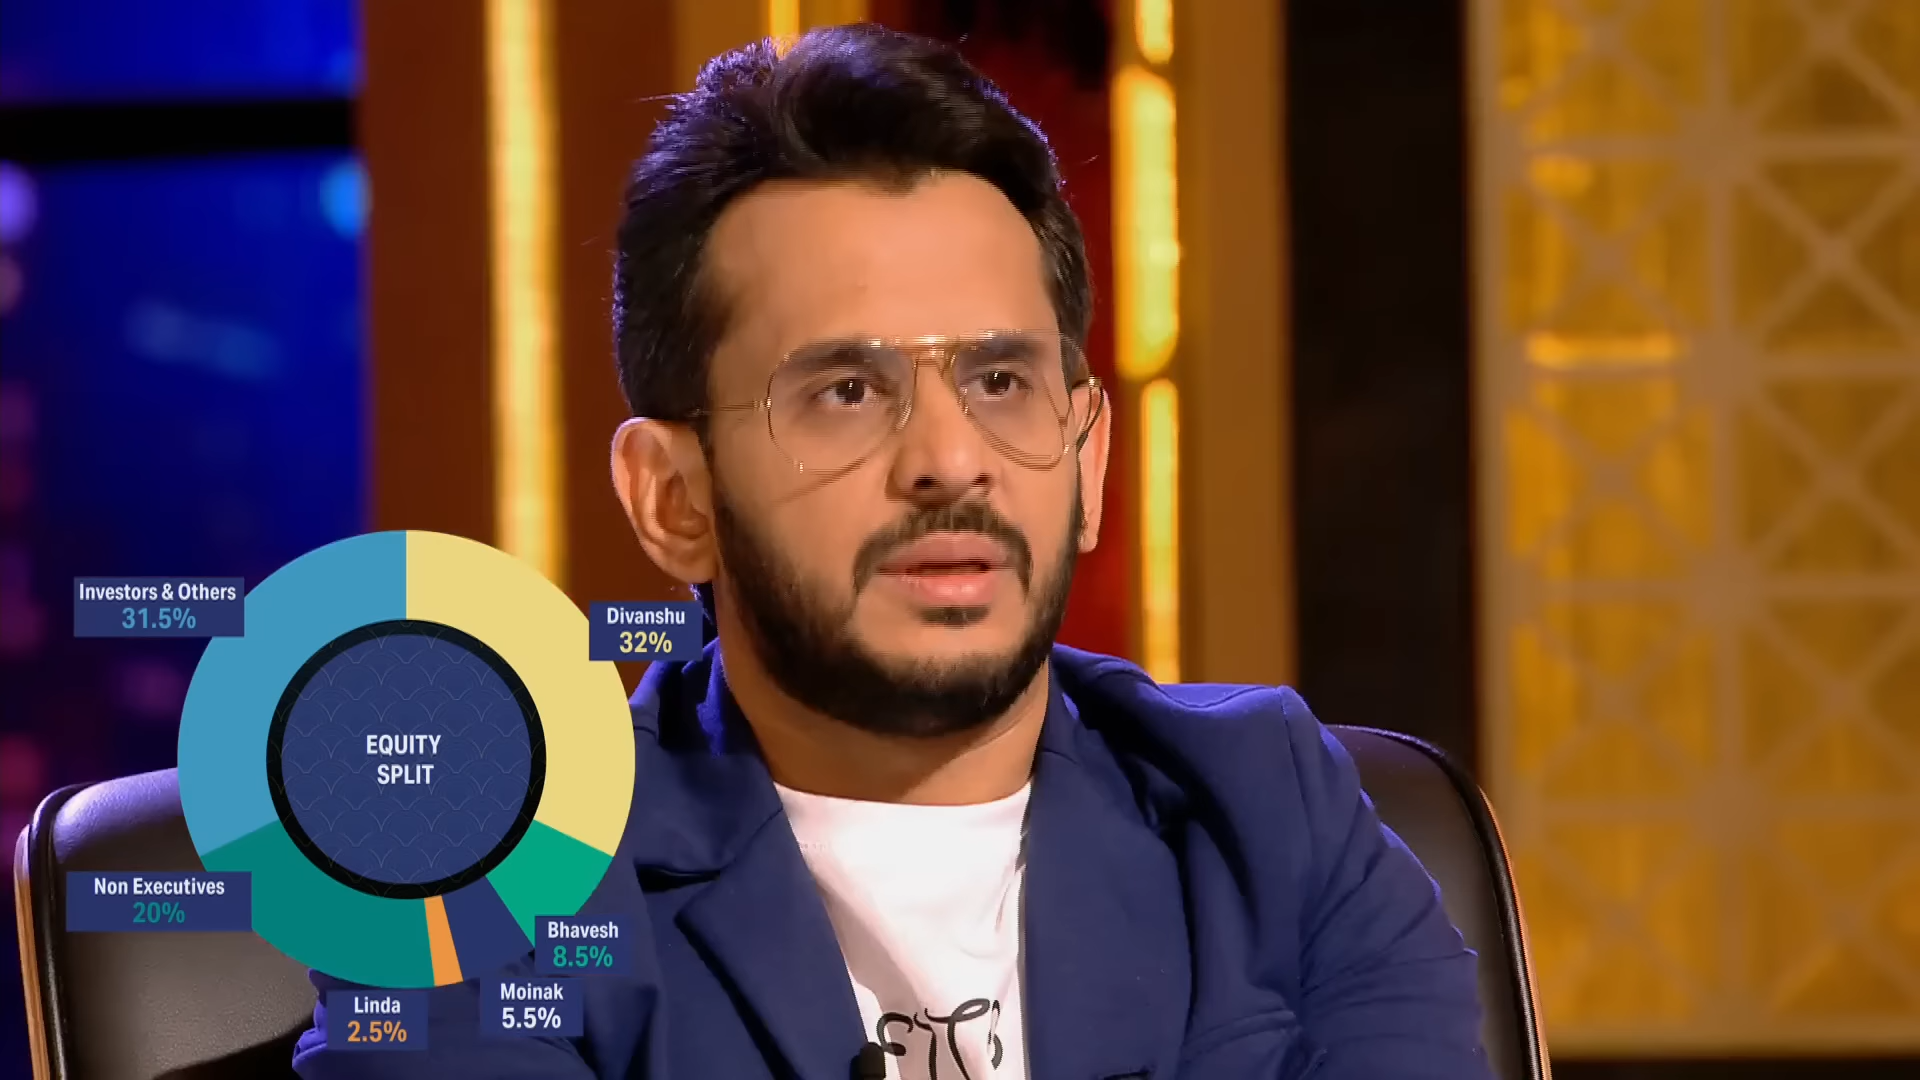 Investors & Others
31.5%
Divanshu
32%
EQUITY
SPLIT
Non Executives
20%
Bhavesh
8.5%
Moinak
5.5%
Linda
2.5%